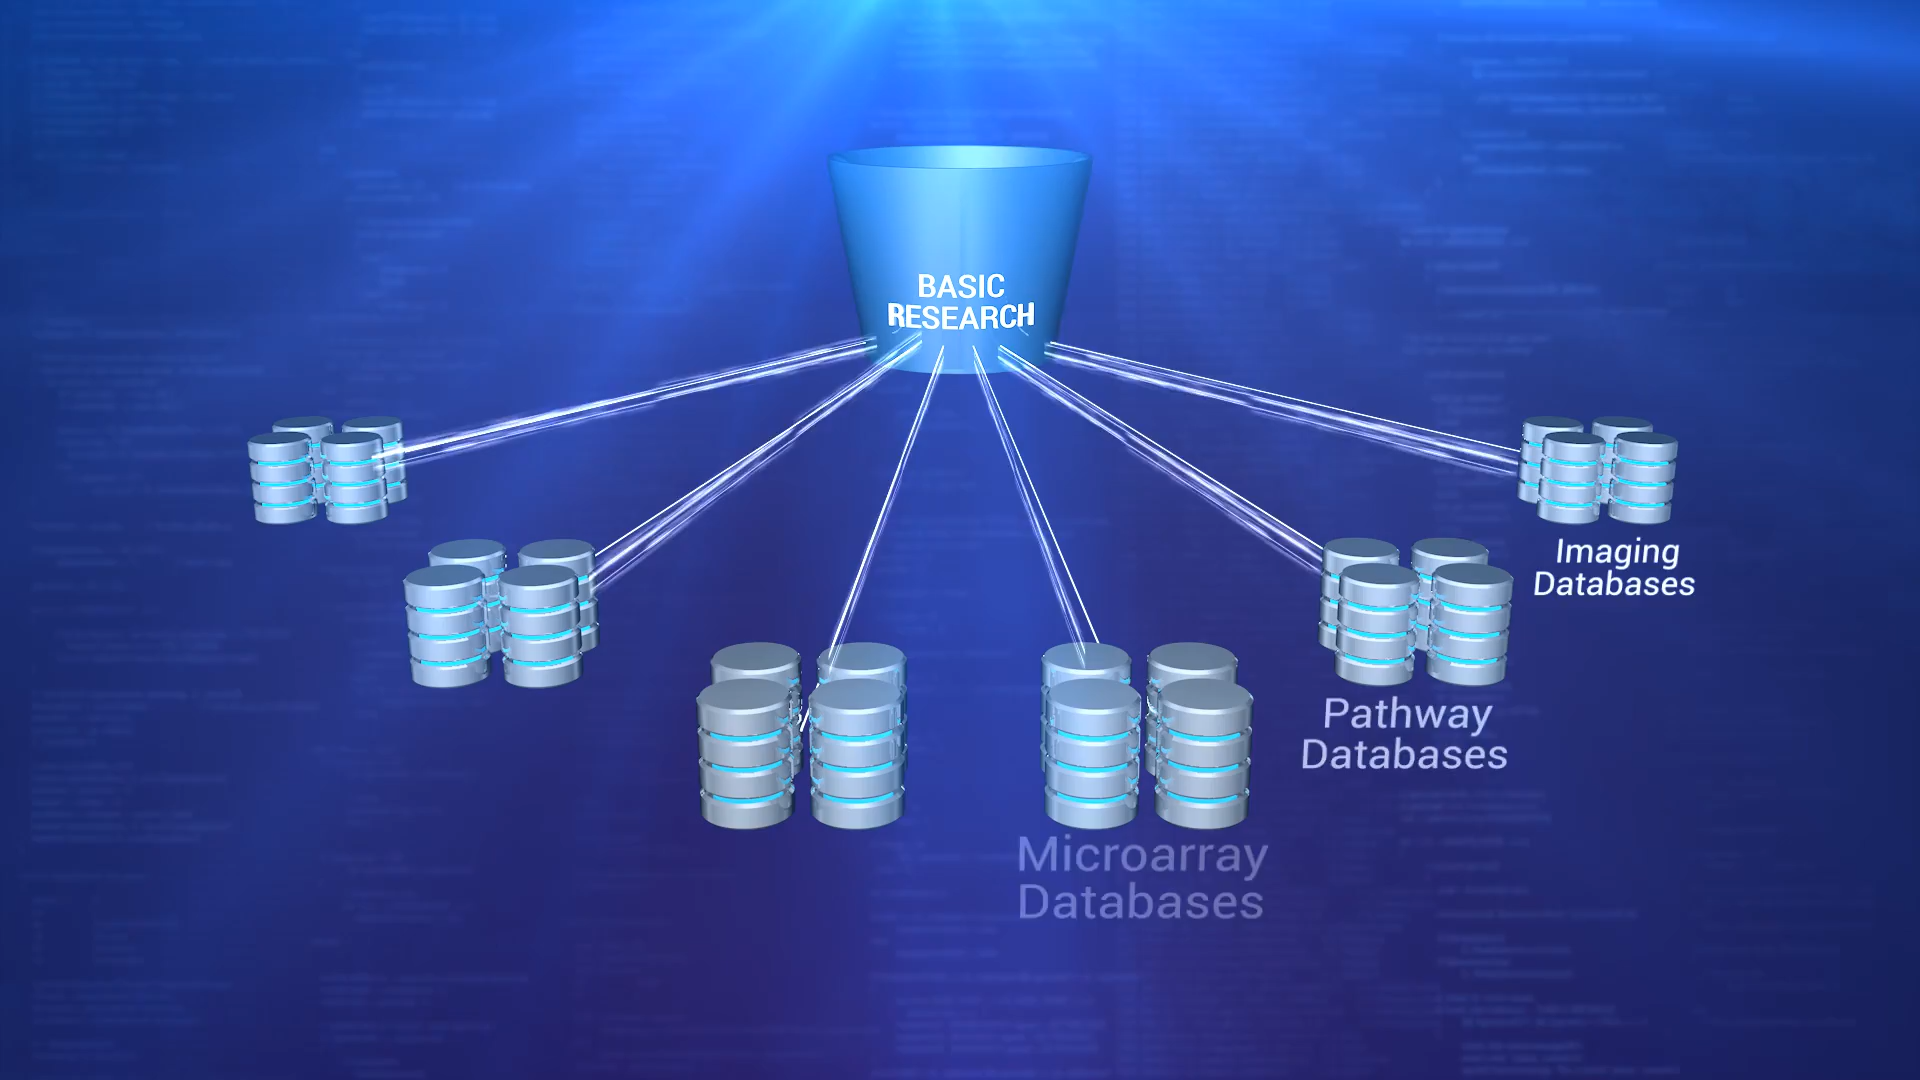 BASIC
RESEARCH
Imaging
Databases
Pathway
Databases
Microarray
Databases